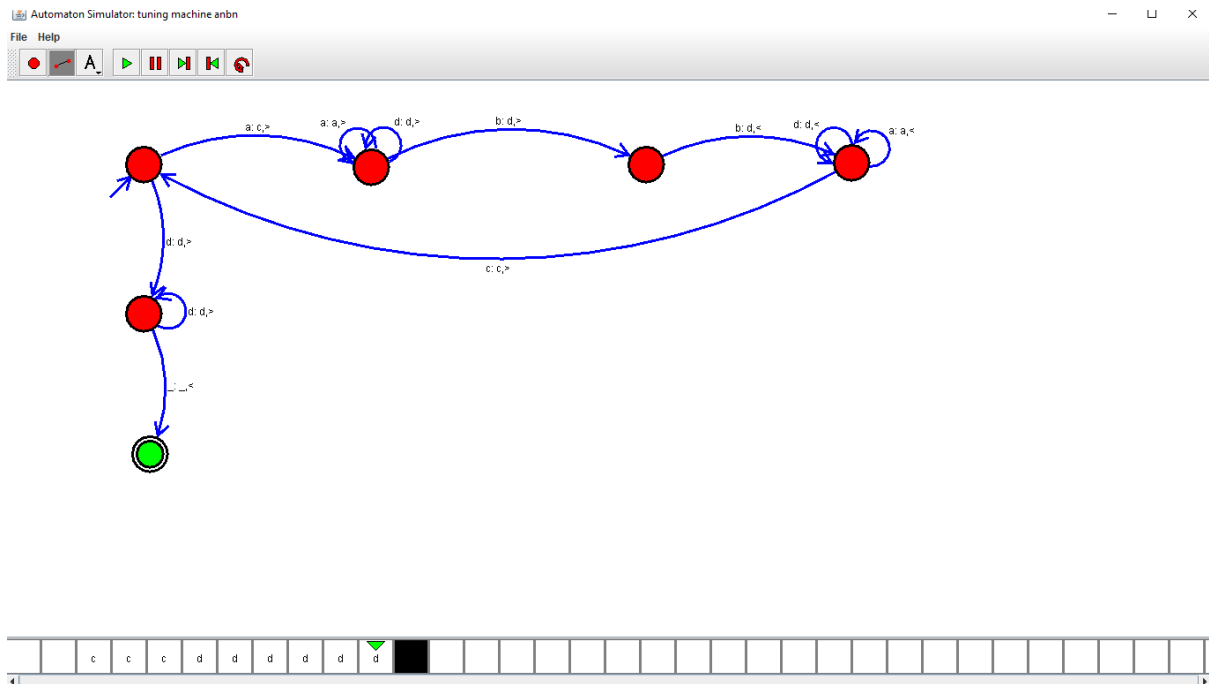 Automaton Simulator: tuning machine anbn
File Help
A
a: c,> a: a,> d: d,> b: d,> b: d,< d: d,< a: a,<
d: d,>
c: c,>
d: d,>
_: _,<
c c c d d d d d d